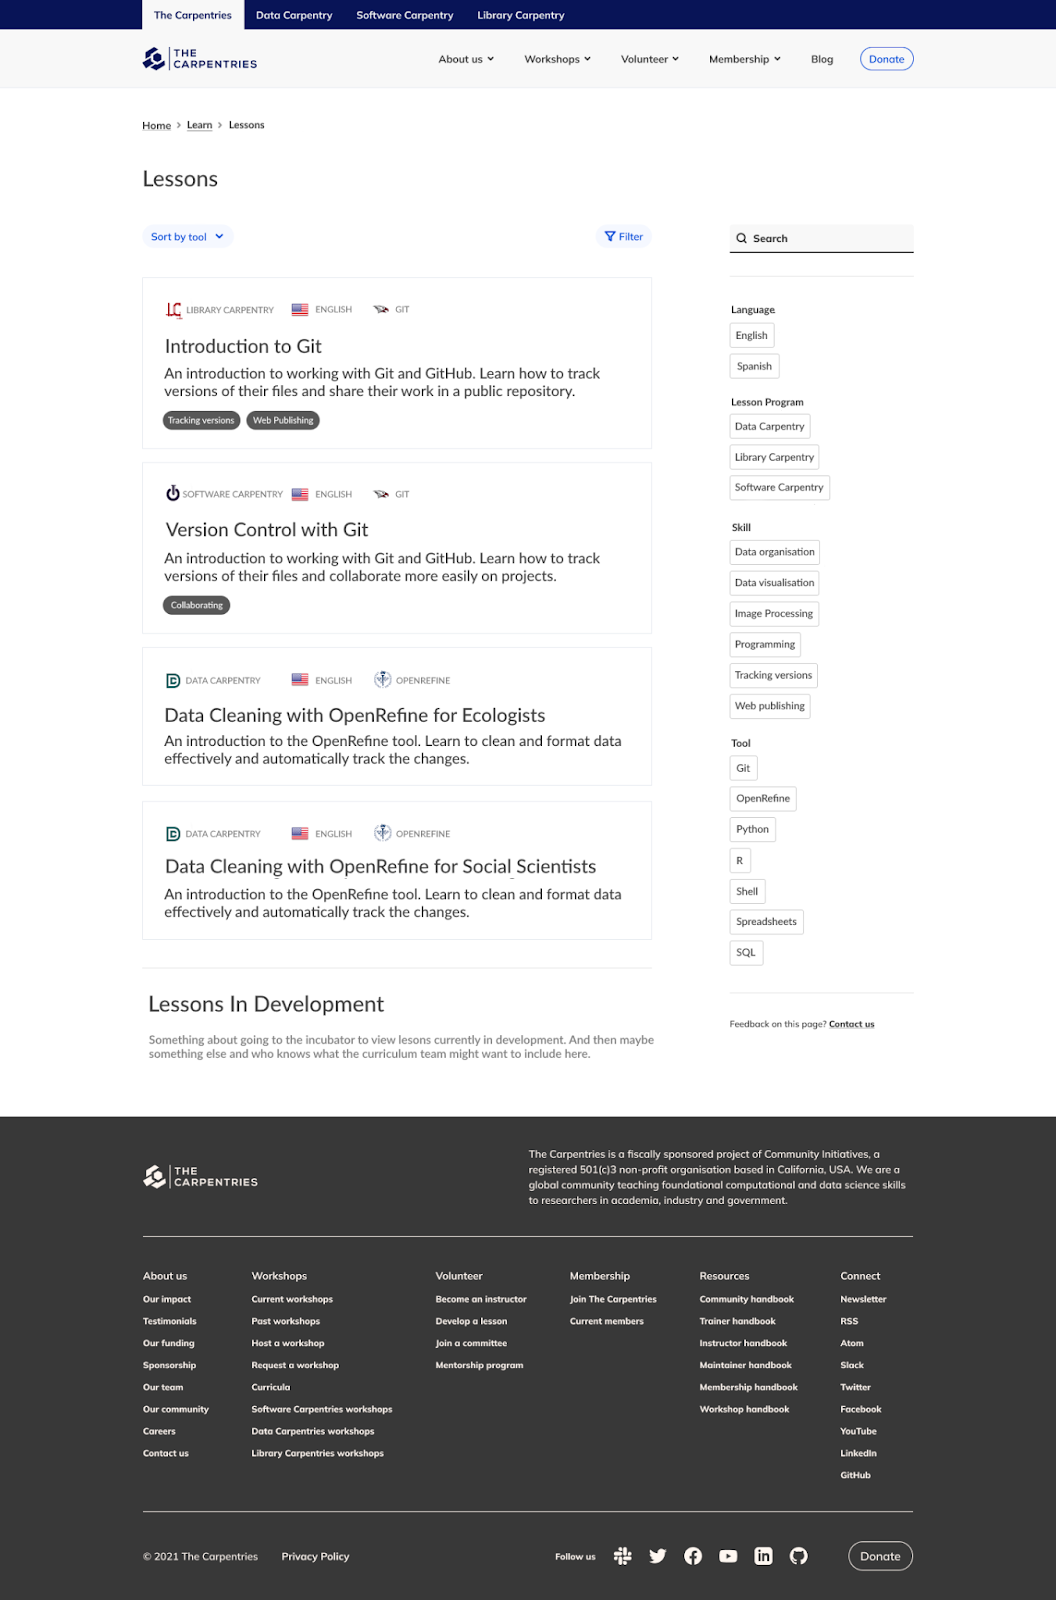 The Carpentries Data Carpentry Software Carpentry Library Carpentry
THE
CARPENTRIES
About us Workshops Volunteer Membership Blog Donate
Home > Learn > Lessons
Lessons
Sort by tool
Filter
LIBRARY CARPENTRY ENGLISH GIT
Introduction to Git
An introduction to working with Git and GitHub. Learn how to track
versions of their files and share their work in a public repository.
Tracking versions Web Publishing
SOFTWARE CARPENTRY ENGLISH GIT
Version Control with Git
An introduction to working with Git and GitHub. Learn how to track
versions of their files and collaborate more easily on projects.
Collaborating
DATA CARPENTRY ENGLISH OPENREFINE
Data Cleaning with OpenRefine for Ecologists
An introduction to the OpenRefine tool. Learn to clean and format data
effectively and automatically track the changes.
DATA CARPENTRY ENGLISH OPENREFINE
Data Cleaning with OpenRefine for Social Scientists
An introduction to the OpenRefine tool. Learn to clean and format data
effectively and automatically track the changes.
Lessons In Development
Something about going to the incubator to view lesons currently in development. And then maybe
something else and who knows what the curriculum team might want to include here.
Search
Language
English
Spanish
Lesson Program
Data Carpentry
Library Carpentry
Software Carpentry
Skill
Data organisation
Data visualisation
Image Processing
Programming
Tracking versions
Web publishing
Tool
Git
OpenRefine
Python
R
Shell
Spreadsheets
SQL
Feedback on this page? Contact us
THE
CARPENTRIES
The Carpentries is a fiscally sponsored project of Community Initiatives, a
registered 501(c)3 non-profit organisation based in California, USA. We are a
global community teaching foundational computational and data science skills
to researchers in academia, industry and government.
About us
Our impact
Testimonials
Our funding
Sponsorship
Our team
Our community
Careers
Contact us
Workshops
Current workshops
Past workshops
Host a workshop
Request a workshop
Curricula
Software Carpentries workshops
Data Carpentries workshops
Library Carpentries workshops
Volunteer
Become an instructor
Develop a lesson
Join a committee
Mentorship program
Membership
Join The Carpentries
Current members
Resources
Community handbook
Trainer handbook
Instructor handbook
Maintainer handbook
Membership handbook
Workshop handbook
Connect
Newsletter
RSS
Atom
Slack
Twitter
Facebook
YouTube
LinkedIn
GitHub
© 2021 The Carpentries Privacy Policy Follow us Donate